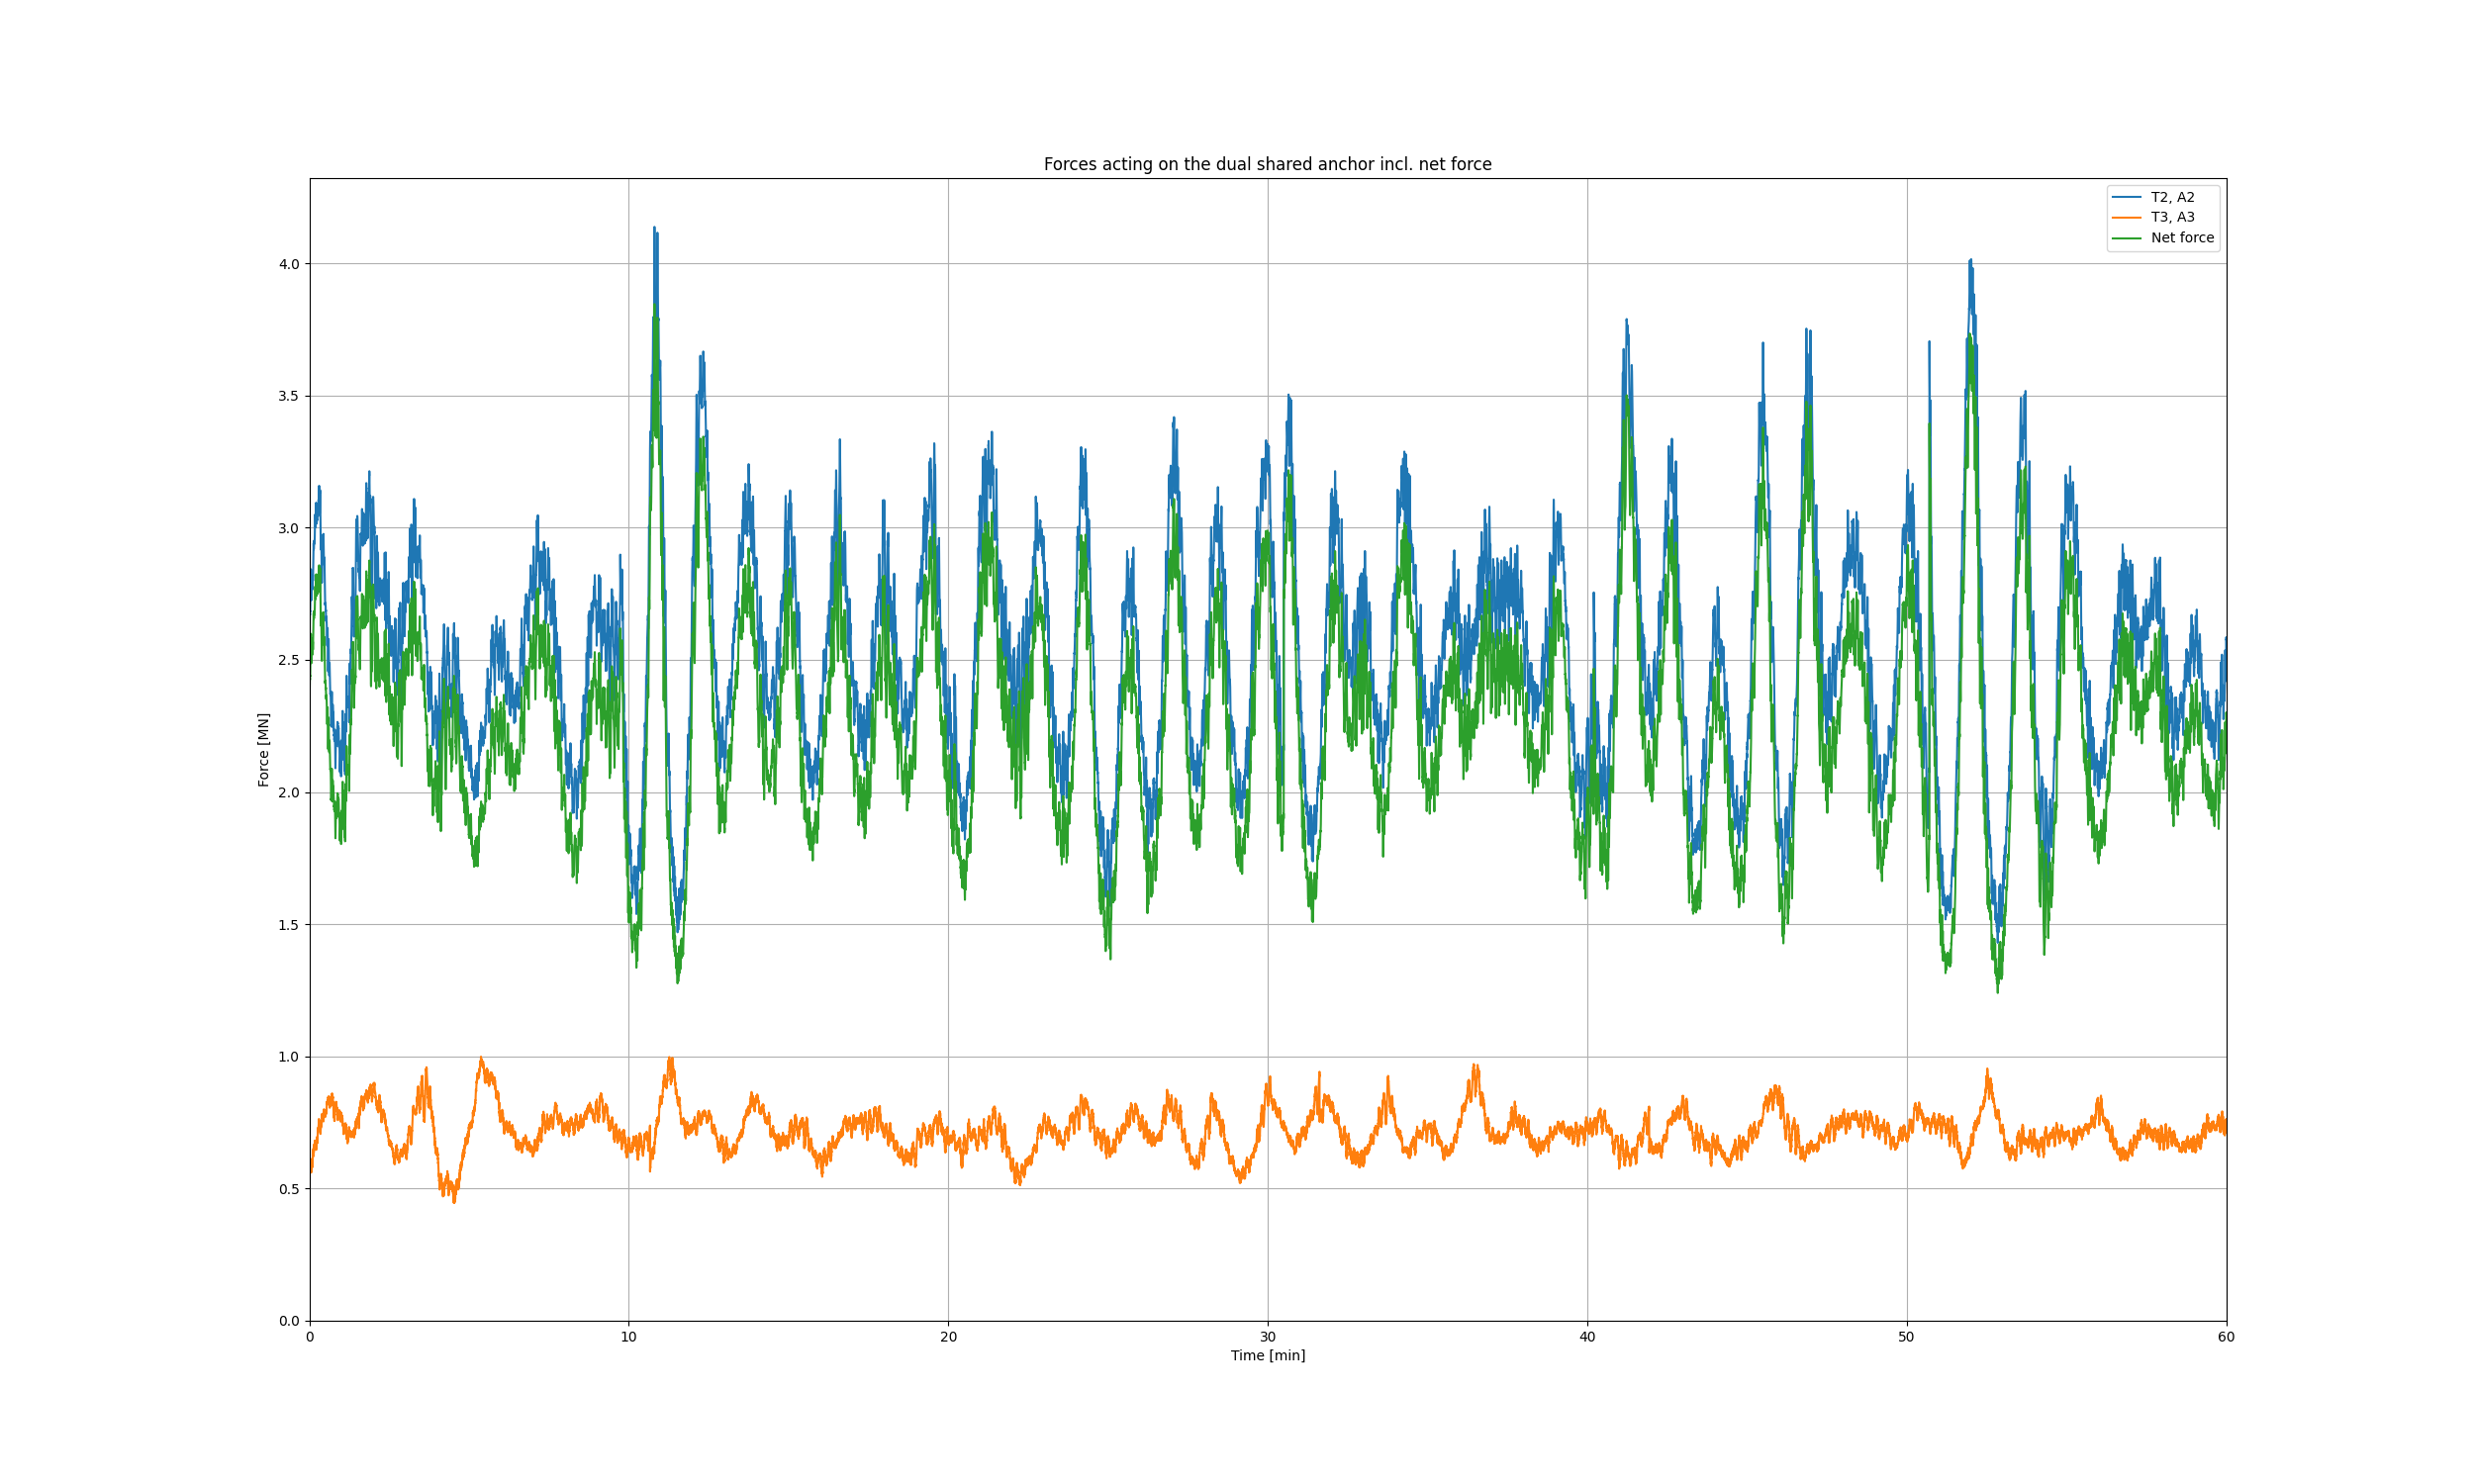 Forces acting on the dual shared anchor incl. net force
T2, A2
T3, A3
Net force
Force [MN]
4.0
3.5
3.0
2.5
2.0
1.5
1.0
0.5
0.0
0 10 20 30 40 50 60
Time [min]